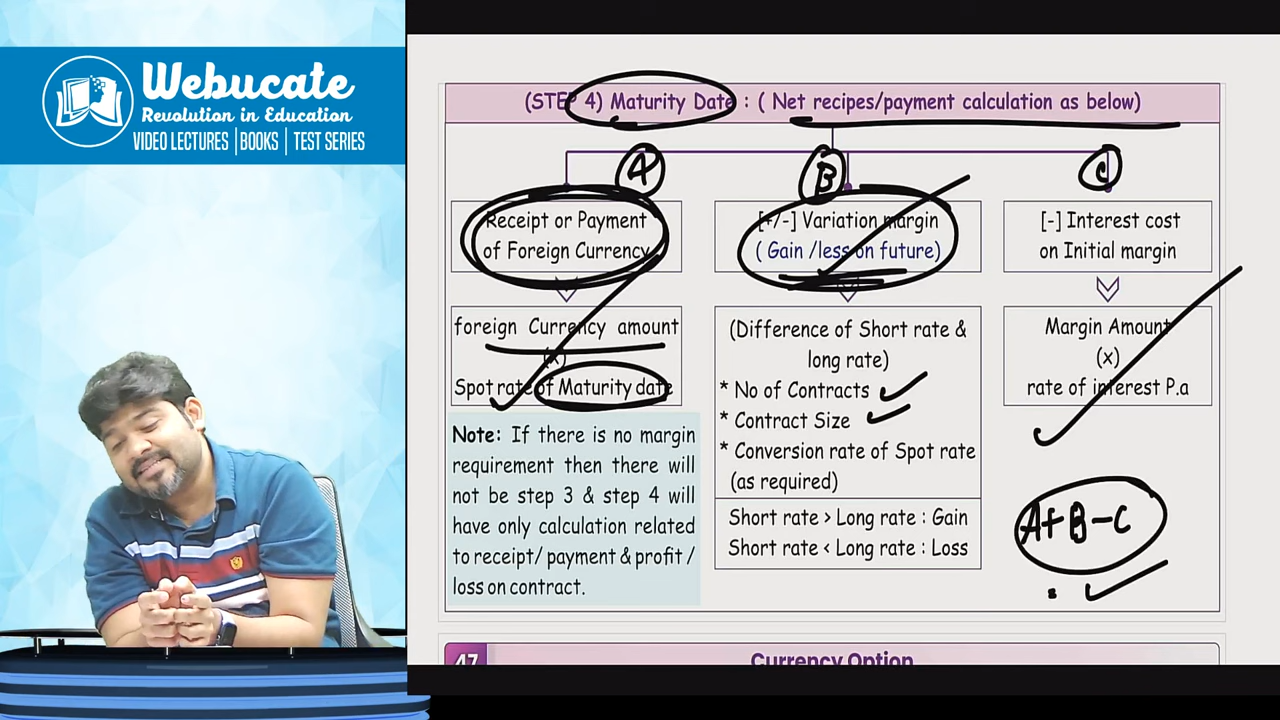 Webucate
Revolution in Education
VIDEO LECTURES | BOOKS | TEST SERIES
(STEP 4) Maturity Date : ( Net recipes/payment calculation as below)
A
B
C
Receipt or Payment
of Foreign Currency
[+/-] Variation margin
( Gain /less on future)
[-] Interest cost
on Initial margin
foreign Currency amount
(x)
Spot rate of Maturity date
(Difference of Short rate &
long rate)
* No of Contracts
* Contract Size
* Conversion rate of Spot rate
(as required)
Short rate > Long rate : Gain
Short rate < Long rate : Loss
Margin Amount
(x)
rate of interest P.a
Note: If there is no margin
requirement then there will
not be step 3 & step 4 will
have only calculation related
to receipt/ payment & profit /
loss on contract.
A+B-C
47
Currency Option